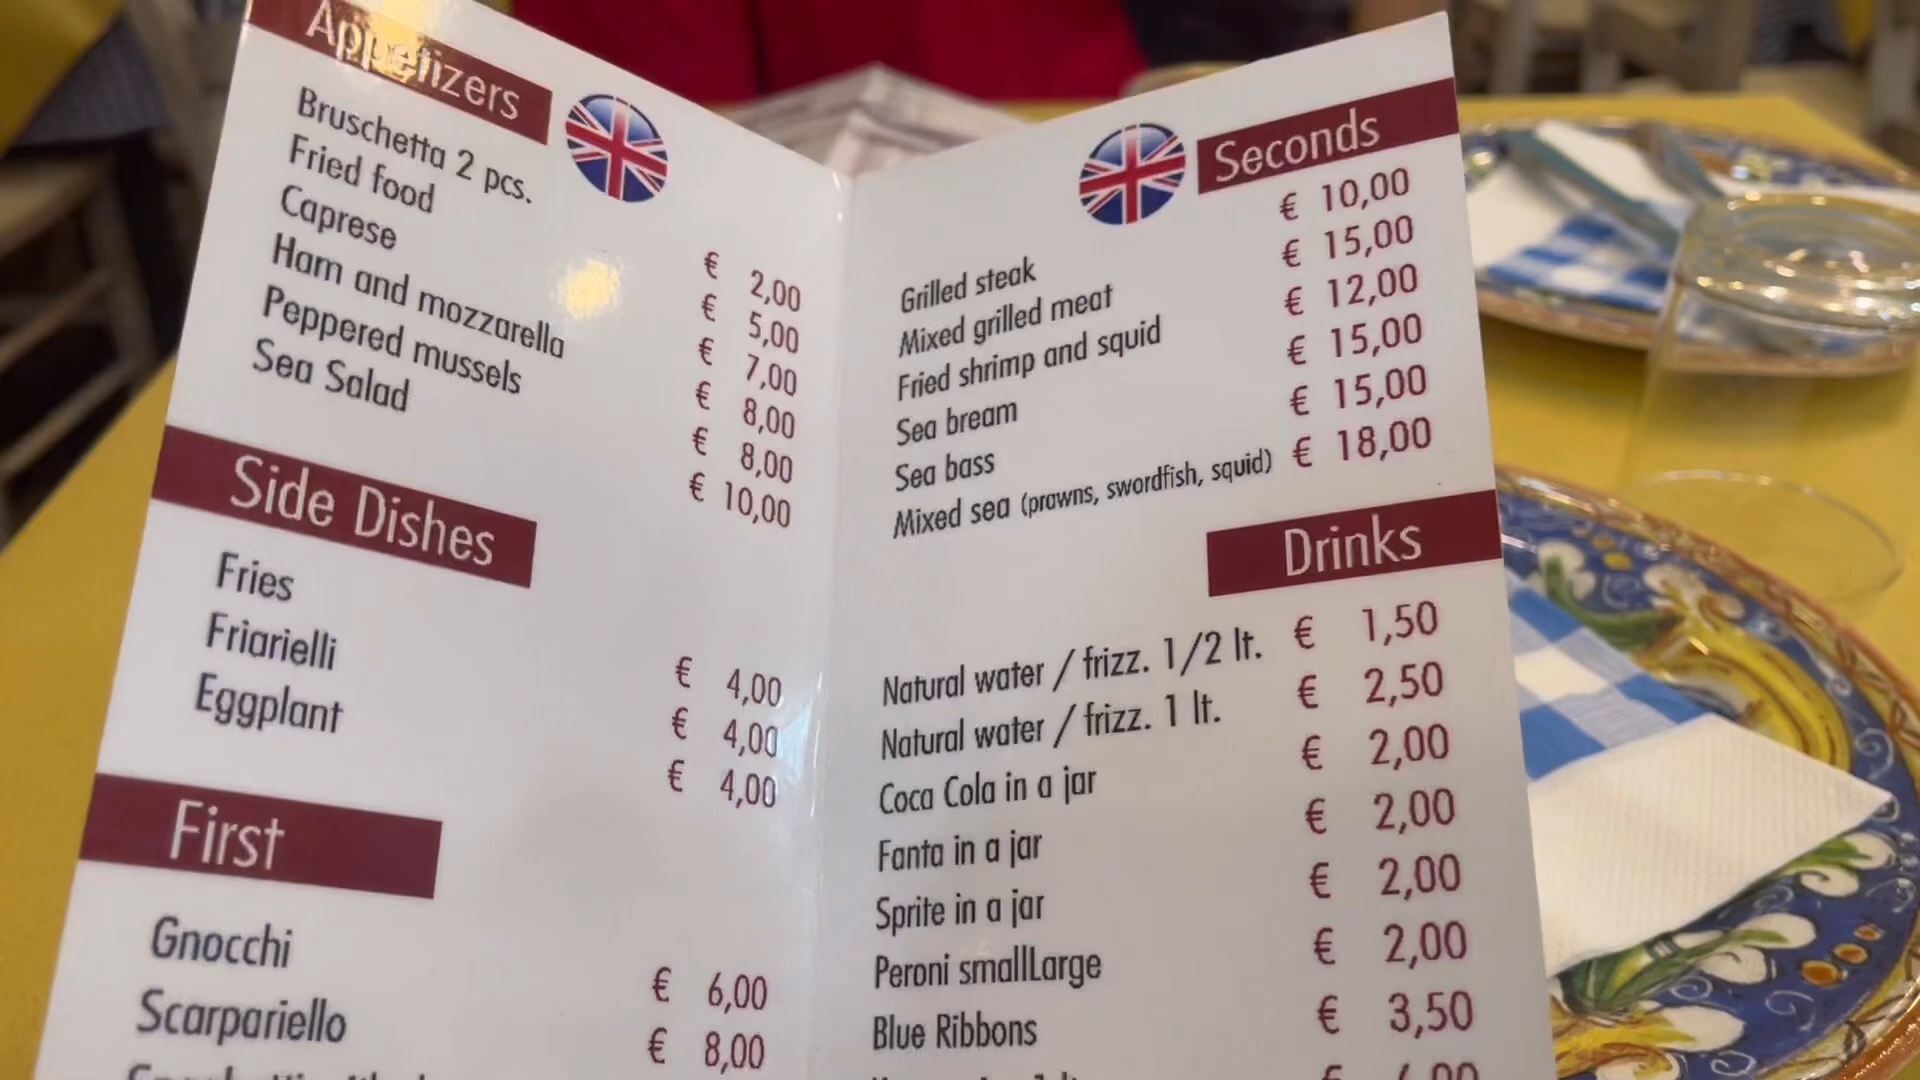 Appetizers
Bruschetta 2 pcs. € 2,00
Fried food € 5,00
Caprese € 7,00
Ham and mozzarella € 8,00
Peppered mussels € 8,00
Sea Salad € 10,00
Side Dishes
Fries € 4,00
Friarielli € 4,00
Eggplant € 4,00
First
Gnocchi € 6,00
Scarpariello € 8,00
Seconds
Grilled steak € 10,00
Mixed grilled meat € 15,00
Fried shrimp and squid € 12,00
Sea bream € 15,00
Sea bass € 15,00
Mixed sea (prawns, swordfish, squid) € 18,00
Drinks
Natural water / frizz. 1/2 lt. € 1,50
Natural water / frizz. 1 lt. € 2,50
Coca Cola in a jar € 2,00
Fanta in a jar € 2,00
Sprite in a jar € 2,00
Peroni smallLarge € 2,00
Blue Ribbons € 3,50